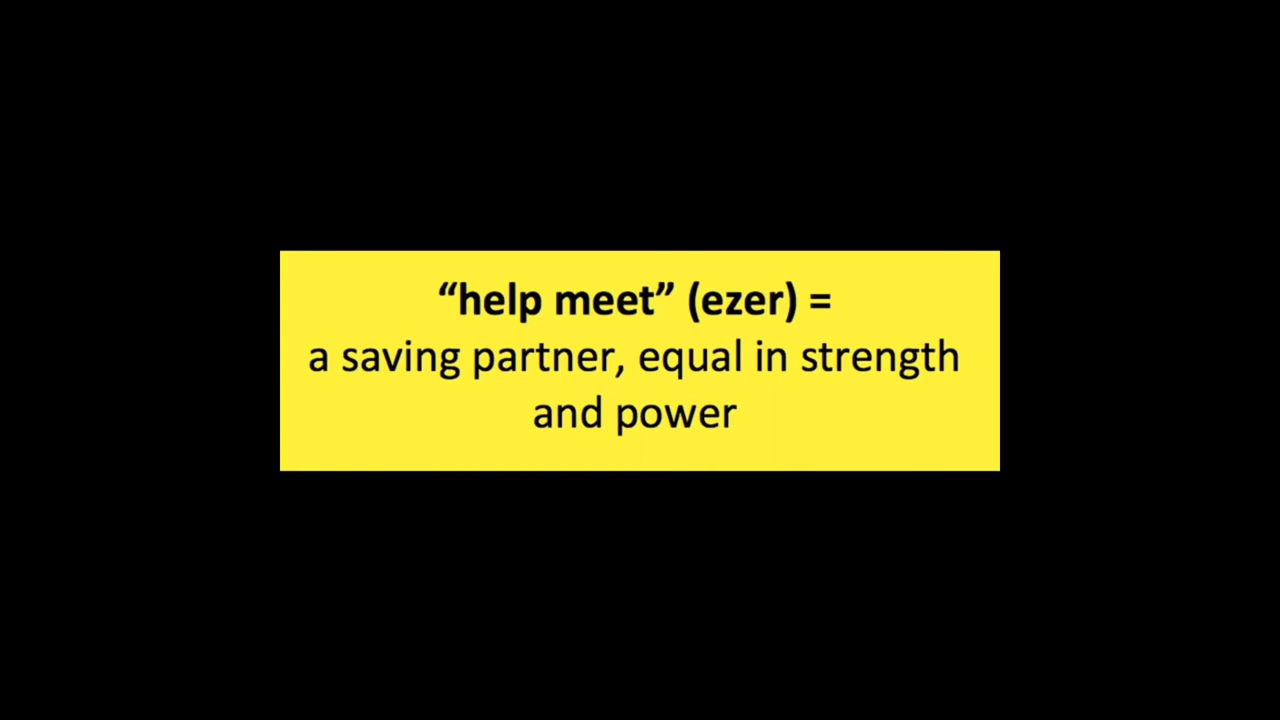 “help meet” (ezer) =
a saving partner, equal in strength
and power